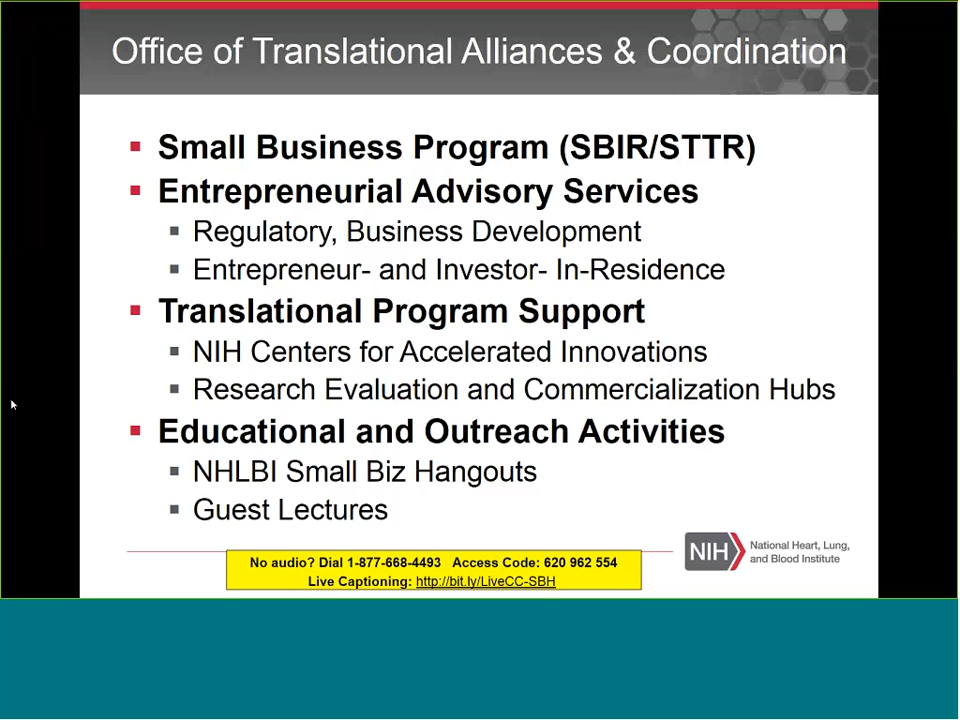 Office of Translational Alliances & Coordination
Small Business Program (SBIR/STTR)
Entrepreneurial Advisory Services
Regulatory, Business Development
Entrepreneur- and Investor- In-Residence
Translational Program Support
NIH Centers for Accelerated Innovations
Research Evaluation and Commercialization Hubs
Educational and Outreach Activities
NHLBI Small Biz Hangouts
Guest Lectures
No audio? Dial 1-877-668-4493 Access Code: 620 962 554
Live Captioning: http://bit.ly/LiveCC-SBH
NIH
National Heart, Lung,
and Blood Institute